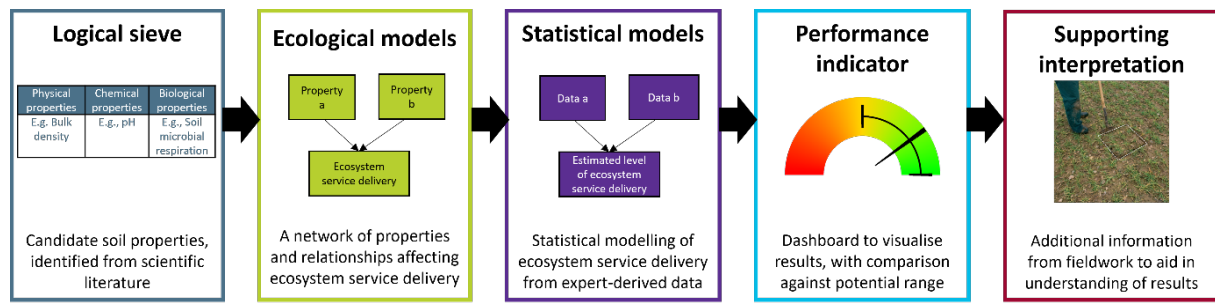 Logical sieve
Physical properties
Chemical properties
Biological properties
E.g. Bulk density
E.g., pH
E.g., Soil microbial respiration
Candidate soil properties,
identified from scientific
literature
Ecological models
Property
a
Property
b
Ecosystem
service delivery
A network of properties
and relationships affecting
ecosystem service delivery
Statistical models
Data a
Data b
Estimated level
of ecosystem
service delivery
Statistical modelling of
ecosystem service delivery
from expert-derived data
Performance
indicator
Dashboard to visualise
results, with comparison
against potential range
Supporting
interpretation
Additional information
from fieldwork to aid in
understanding of results